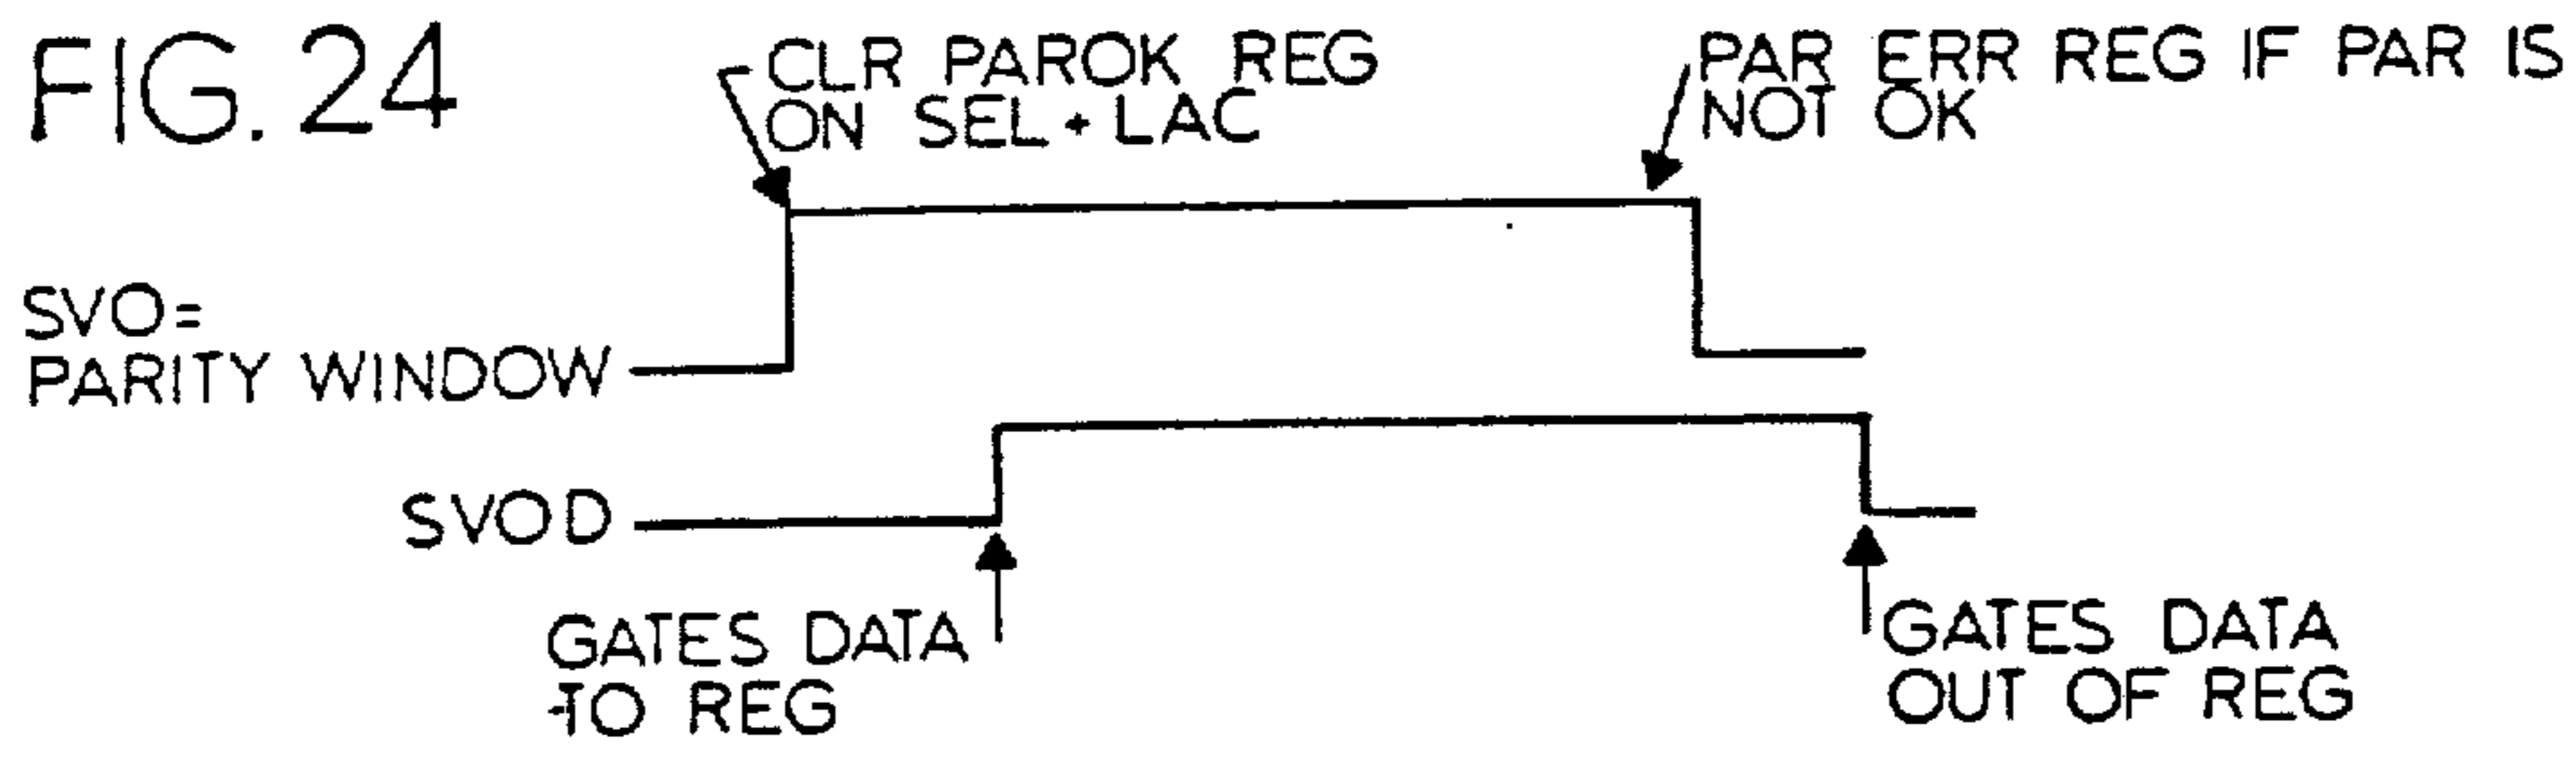 FIG. 24
CLR PAROK REG
ON SEL + LAC
PAR ERR REG IF PAR IS
NOT OK
SVO=
PARITY WINDOW
SVOD
GATES DATA
TO REG
GATES DATA
OUT OF REG